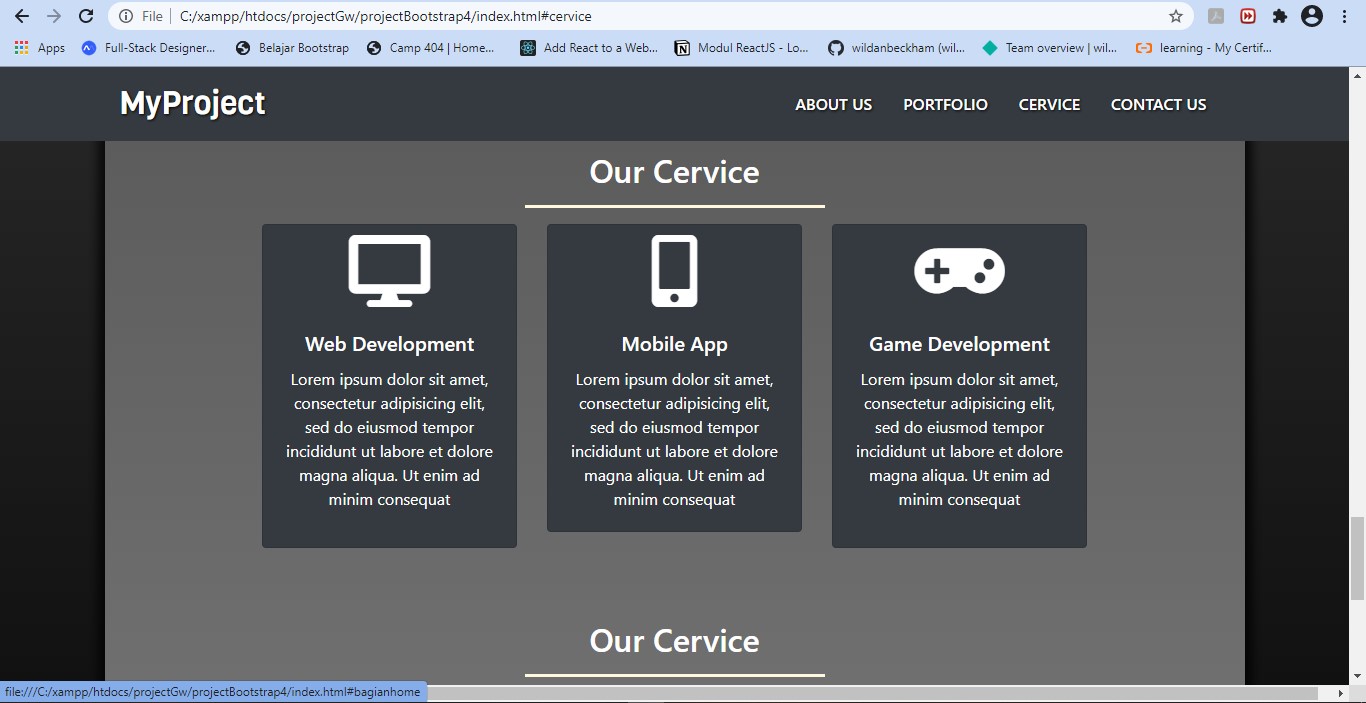 File
C:/xampp/htdocs/projectGw/projectBootstrap4/index.html#cervice
Apps
Full-Stack Designer...
Belajar Bootstrap
Camp 404 | Home...
Add React to a Web...
Modul ReactJS - Lo...
wildanbeckham (wil...
Team overview | wil...
learning - My Certif...
MyProject
ABOUT US
PORTFOLIO
CERVICE
CONTACT US
Our Cervice
Web Development
Lorem ipsum dolor sit amet,
consectetur adipisicing elit,
sed do eiusmod tempor
incididunt ut labore et dolore
magna aliqua. Ut enim ad
minim consequat
Mobile App
Lorem ipsum dolor sit amet,
consectetur adipisicing elit,
sed do eiusmod tempor
incididunt ut labore et dolore
magna aliqua. Ut enim ad
minim consequat
Game Development
Lorem ipsum dolor sit amet,
consectetur adipisicing elit,
sed do eiusmod tempor
incididunt ut labore et dolore
magna aliqua. Ut enim ad
minim consequat
Our Cervice
file:///C:/xampp/htdocs/projectGw/projectBootstrap4/index.html#bagianhome